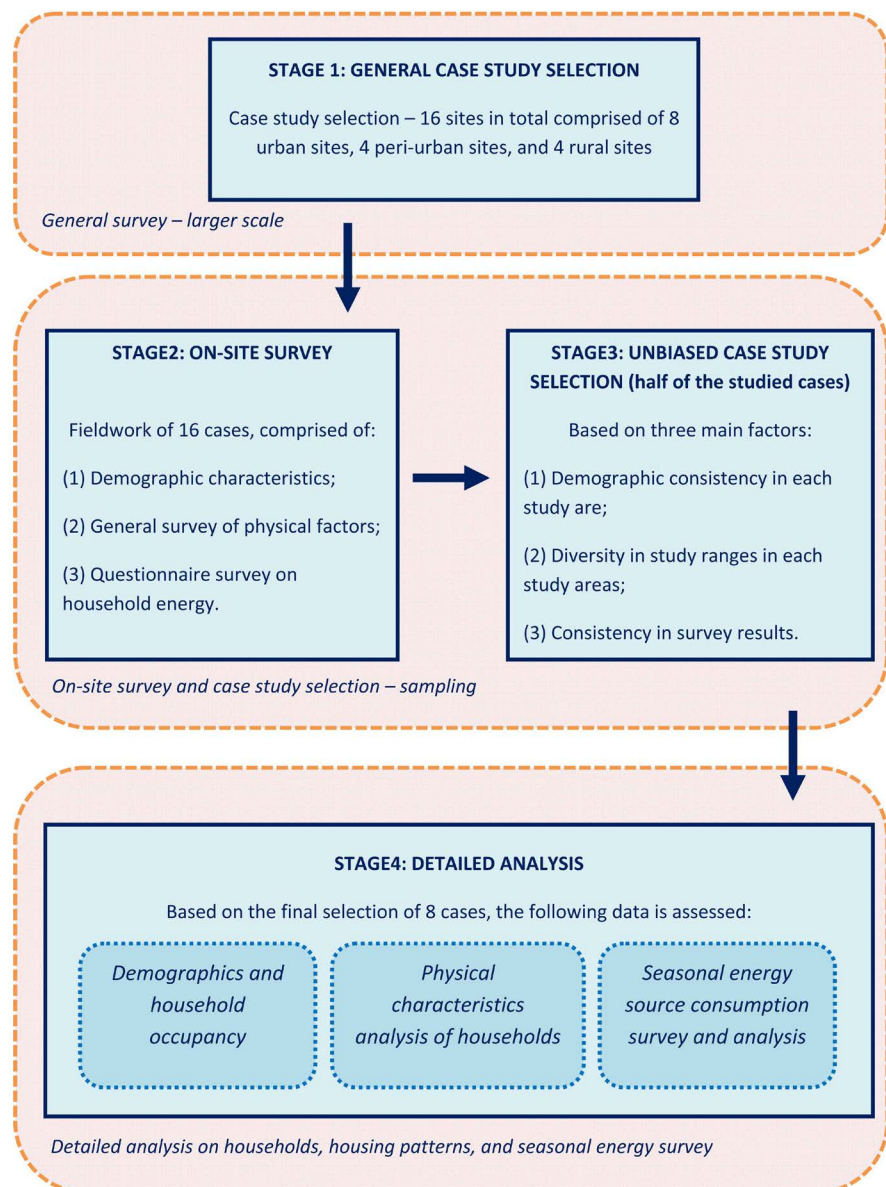 STAGE 1: GENERAL CASE STUDY SELECTION
Case study selection – 16 sites in total comprised of 8
urban sites, 4 peri-urban sites, and 4 rural sites
General survey – larger scale
STAGE2: ON-SITE SURVEY
Fieldwork of 16 cases, comprised of:
(1) Demographic characteristics;
(2) General survey of physical factors;
(3) Questionnaire survey on
household energy.
STAGE3: UNBIASED CASE STUDY
SELECTION (half of the studied cases)
Based on three main factors:
(1) Demographic consistency in each
study are;
(2) Diversity in study ranges in each
study areas;
(3) Consistency in survey results.
On-site survey and case study selection – sampling
STAGE4: DETAILED ANALYSIS
Based on the final selection of 8 cases, the following data is assessed:
Demographics and
household
occupancy
Physical
characteristics
analysis of households
Seasonal energy
source consumption
survey and analysis
Detailed analysis on households, housing patterns, and seasonal energy survey